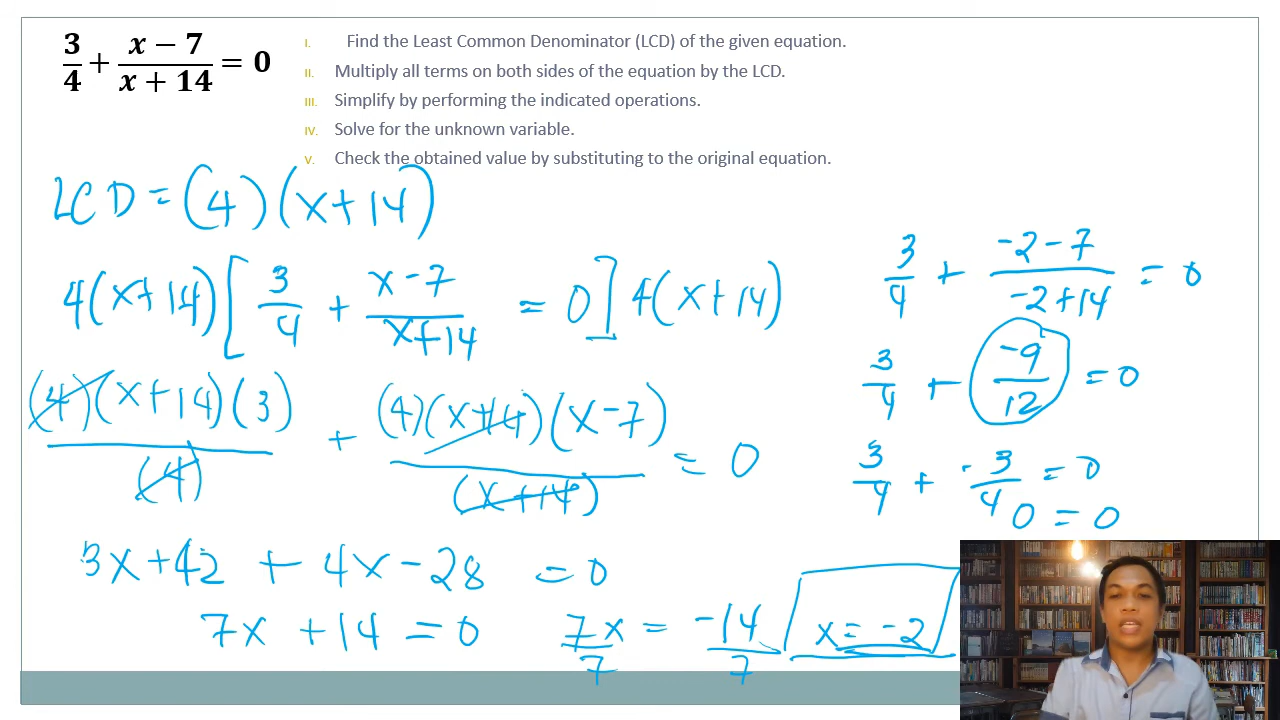 3/4 + (x − 7)/(x + 14) = 0
I. Find the Least Common Denominator (LCD) of the given equation.
II. Multiply all terms on both sides of the equation by the LCD.
III. Simplify by performing the indicated operations.
IV. Solve for the unknown variable.
V. Check the obtained value by substituting to the original equation.
LCD = (4)(x+14)
4(x+14)[3/4 + (x-7)/(x+14) = 0]4(x+14)
(4)(x+14)(3)/(4) + (4)(x+14)(x-7)/(x+14) = 0
3x+42 + 4x-28 = 0
7x +14 = 0
7x/7 = -14/7
x = -2
3/4 + (-2-7)/(-2+14) = 0
3/4 + -9/12 = 0
3/4 + -3/4 = 0
0 = 0